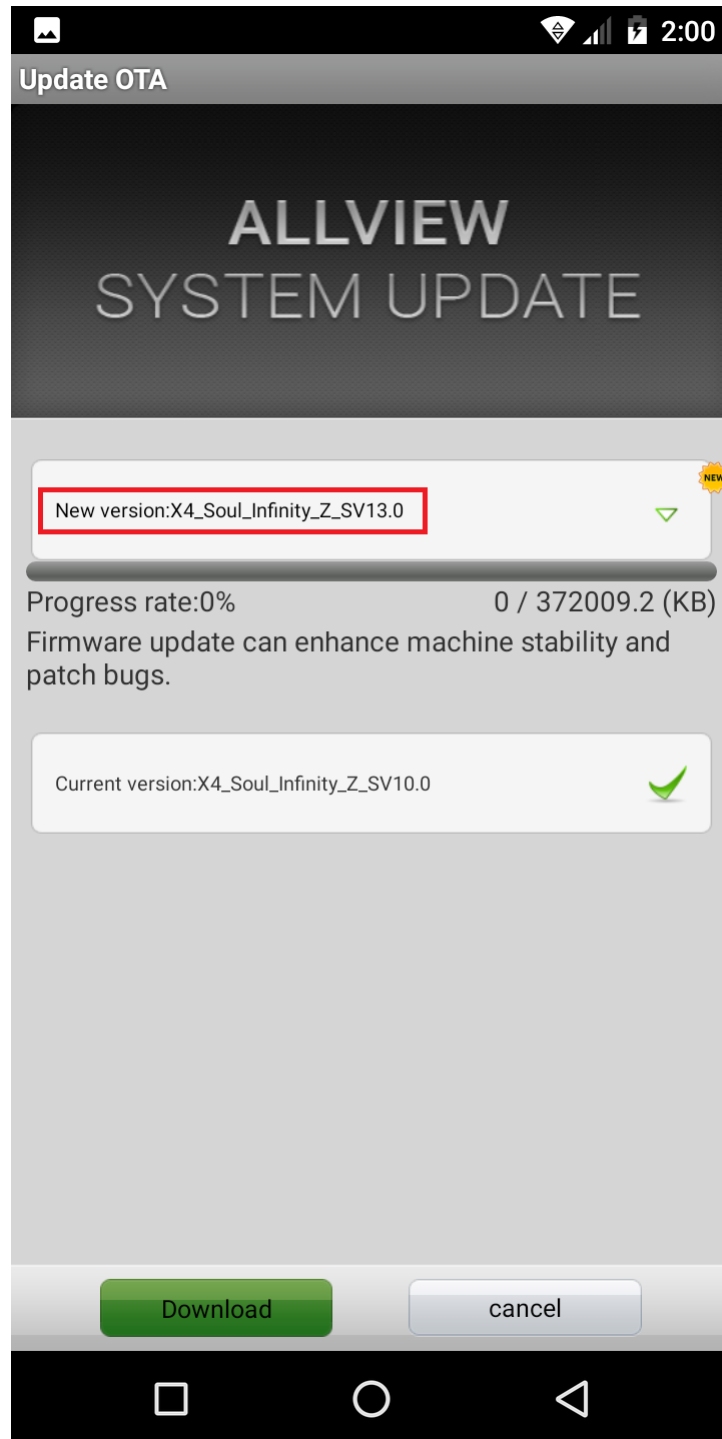 2:00
Update OTA
ALLVIEW
SYSTEM UPDATE
NEW
New version:X4_Soul_Infinity_Z_SV13.0
Progress rate:0% 0 / 372009.2 (KB)
Firmware update can enhance machine stability and
patch bugs.
Current version:X4_Soul_Infinity_Z_SV10.0
Download cancel